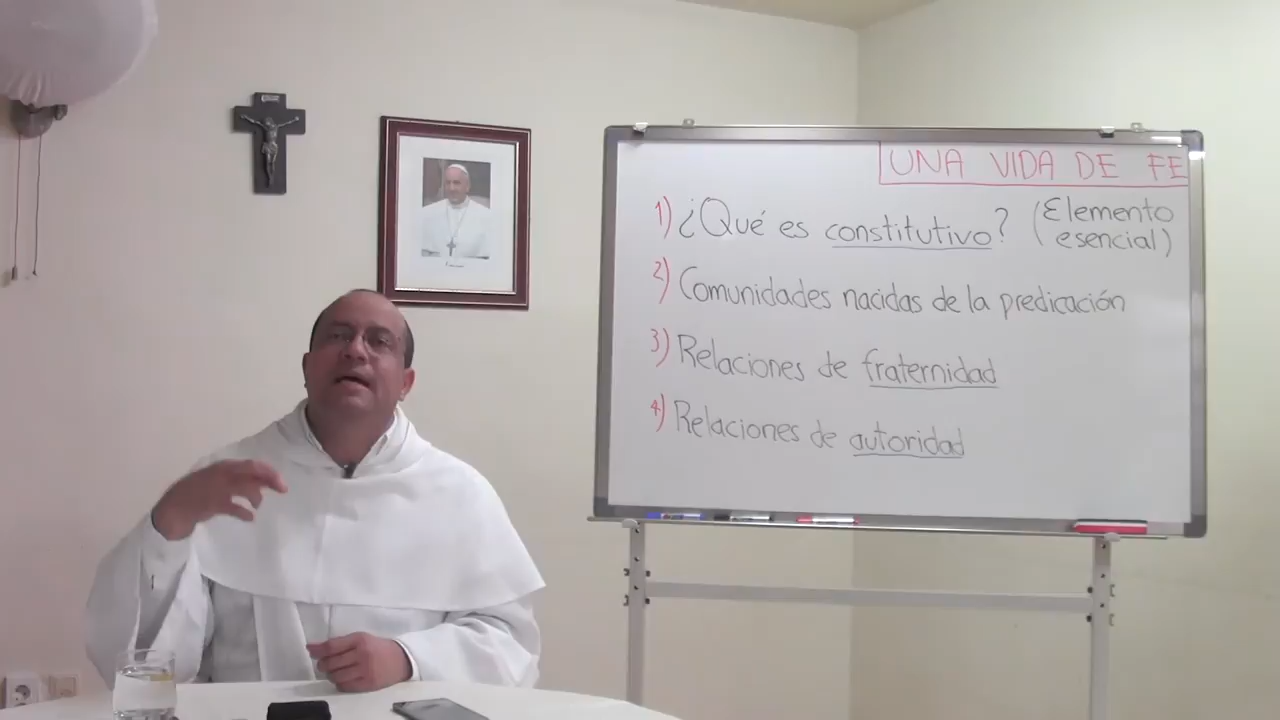 UNA VIDA DE FE
1) ¿Qué es constitutivo? (Elemento
esencial)
2) Comunidades nacidas de la predicación
3) Relaciones de fraternidad
4) Relaciones de autoridad